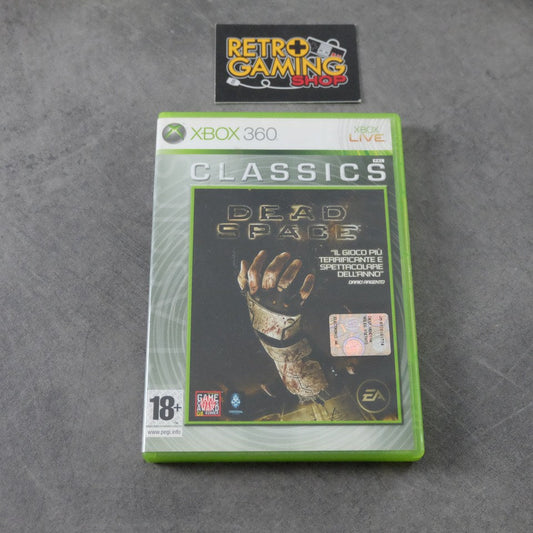 RETRO
GAMING
SHOP
XBOX 360
XBOX
LIVE
PAL
CLASSICS
DEAD
SPACE
"IL GIOCO PIÙ
TERRIFICANTE E
SPETTACOLARE
DELL'ANNO"
DARIO ARGENTO
18+
www.pegi.info
GAME
AWARD
EA